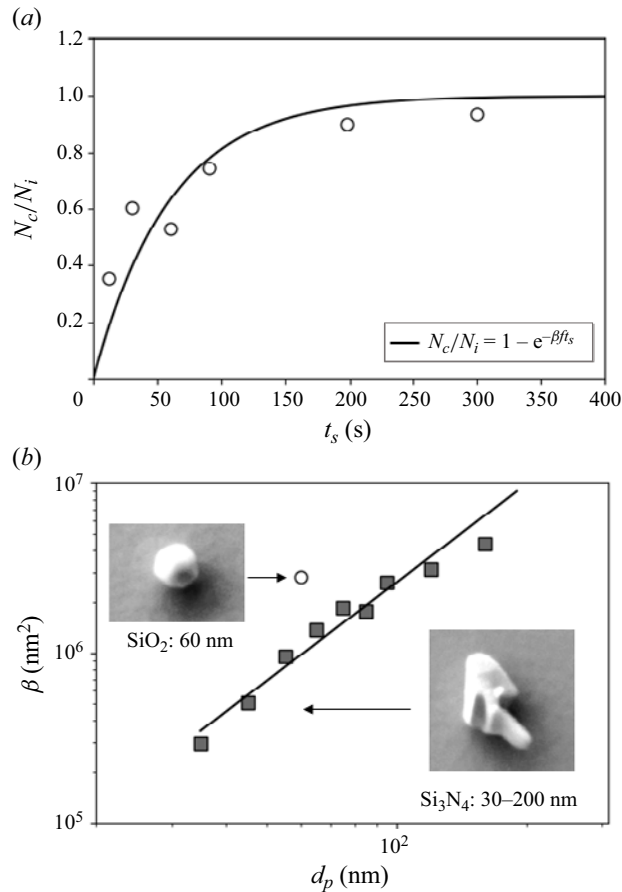 (a)
1.2
1.0
0.8
0.6
0.4
0.2
N_c/N_i
N_c/N_i = 1 – e^{–βft_s}
0 50 100 150 200 250 300 350 400
t_s (s)
(b)
10^7
10^6
10^5
β (nm^2)
SiO_2: 60 nm
Si_3N_4: 30–200 nm
10^2
d_p (nm)